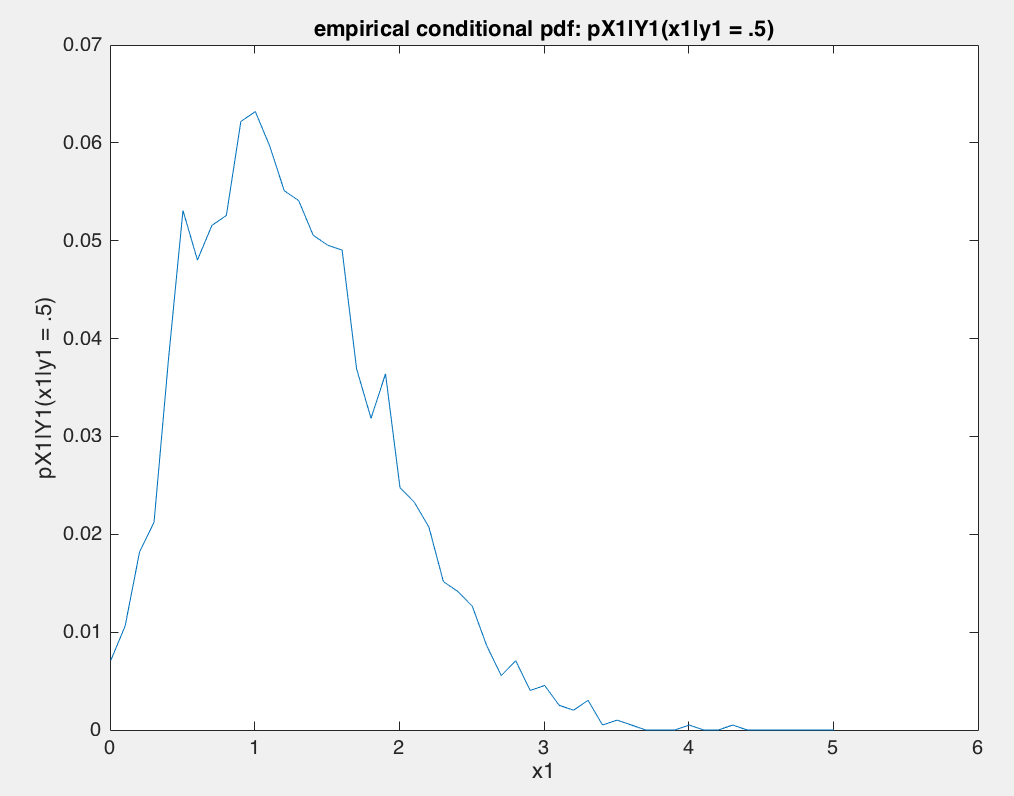 empirical conditional pdf: pX1|Y1(x1|y1 = .5)
0.07
0.06
0.05
0.04
0.03
0.02
0.01
0
pX1|Y1(x1|y1 = .5)
0 1 2 3 4 5 6
x1